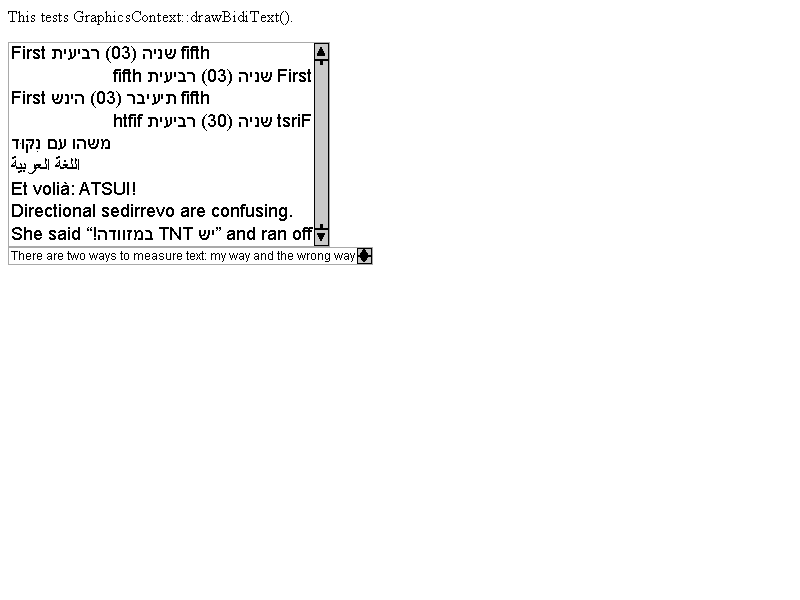 This tests GraphicsContext::drawBidiText().
First שניה (03) רביעית fifth
First שניה (03) רביעית fifth
First תיעיבר (03) הינש fifth
htfif שניה (30) רביעית tsriF
משהו עם נִקּוּד
اللغة العربية
Et volià: ATSUI!
Directional sedirrevo are confusing.
She said “יש TNT במזוודה!” and ran off
There are two ways to measure text: my way and the wrong way